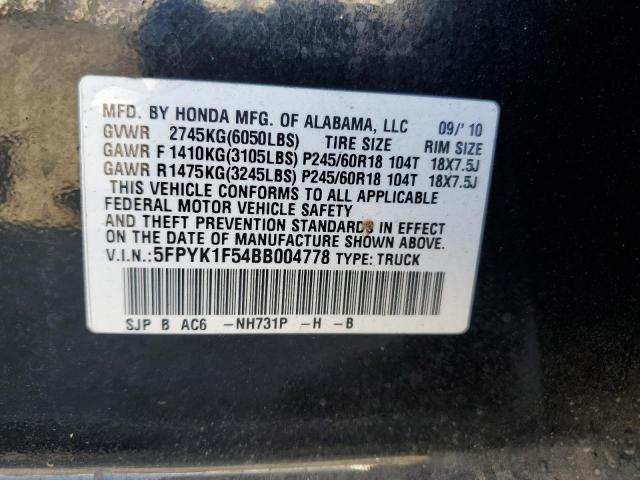 MFD. BY HONDA MFG. OF ALABAMA, LLC 09/'10
GVWR 2745KG(6050LBS) TIRE SIZE RIM SIZE
GAWR F 1410KG(3105LBS) P245/60R18 104T 18X7.5J
GAWR R1475KG(3245LBS) P245/60R18 104T 18X7.5J
THIS VEHICLE CONFORMS TO ALL APPLICABLE
FEDERAL MOTOR VEHICLE SAFETY
AND THEFT PREVENTION STANDARDS IN EFFECT
ON THE DATE OF MANUFACTURE SHOWN ABOVE.
V.I.N.:5FPYK1F54BB004778 TYPE: TRUCK
SJP B AC6 -NH731P -H -B